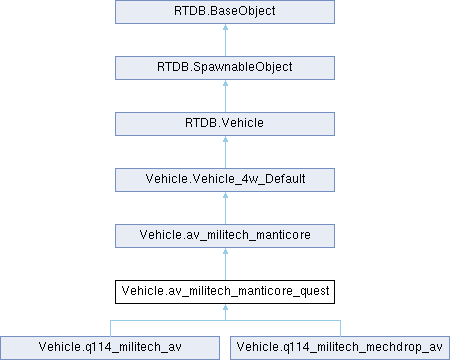 RTDB.BaseObject
RTDB.SpawnableObject
RTDB.Vehicle
Vehicle.Vehicle_4w_Default
Vehicle.av_militech_manticore
Vehicle.av_militech_manticore_quest
Vehicle.q114_militech_av
Vehicle.q114_militech_mechdrop_av